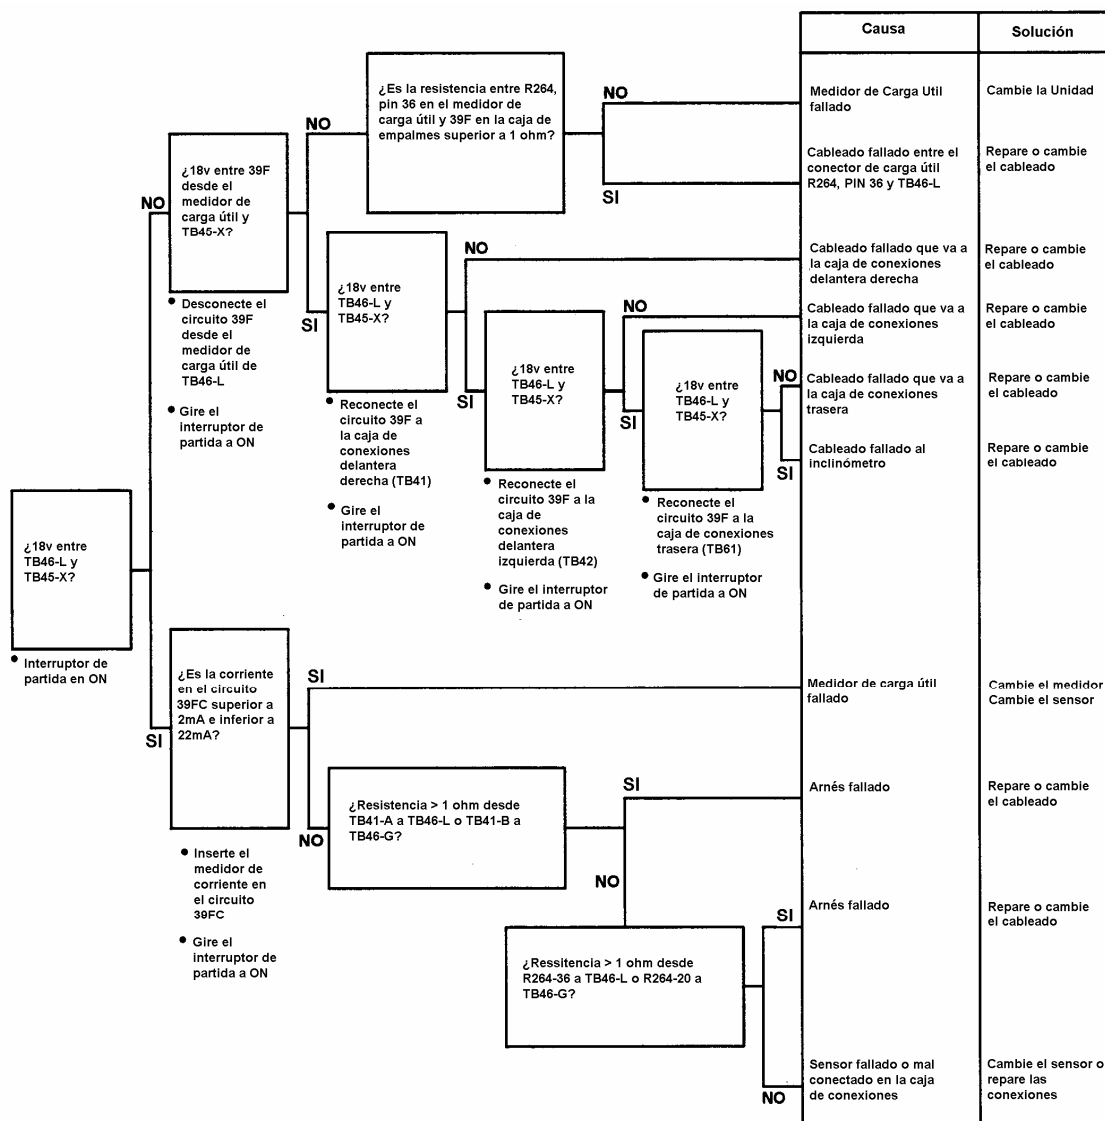 Causa
Solución
¿Es la resistencia entre R264,
pin 36 en el medidor de
carga útil y 39F en la caja de
empalmes superior a 1 ohm?
NO
NO
Medidor de Carga Util
fallado
Cambie la Unidad
SI
Cableado fallado entre el
conector de carga útil
R264, PIN 36 y TB46-L
Repare o cambie
el cableado
NO
¿18v entre 39F
desde el
medidor de
carga útil y
TB45-X?
• Desconecte el
circuito 39F
desde el
medidor de
carga útil de
TB46-L
• Gire el
interruptor de
partida a ON
SI
¿18v entre
TB46-L y
TB45-X?
• Reconecte el
circuito 39F a
la caja de
conexiones
delantera
derecha (TB41)
• Gire el
interruptor de
partida a ON
NO
Cableado fallado que va a
la caja de conexiones
delantera derecha
Repare o cambie
el cableado
SI
¿18v entre
TB46-L y
TB45-X?
• Reconecte el
circuito 39F a la
caja de
conexiones
delantera
izquierda (TB42)
• Gire el interruptor
de partida a ON
NO
Cableado fallado que va a
la caja de conexiones
izquierda
Repare o cambie
el cableado
SI
¿18v entre
TB46-L y
TB45-X?
• Reconecte el
circuito 39F a la
caja de conexiones
trasera (TB61)
• Gire el interruptor
de partida a ON
NO
Cableado fallado que va a
la caja de conexiones
trasera
Repare o cambie
el cableado
SI
Cableado fallado al
inclinómetro
Repare o cambie
el cableado
¿18v entre
TB46-L y
TB45-X?
• Interruptor de
partida en ON
SI
¿Es la corriente
en el circuito
39FC superior a
2mA e inferior a
22mA?
• Inserte el
medidor de
corriente en
el circuito
39FC
• Gire el
interruptor de
partida a ON
SI
Medidor de carga útil
fallado
Cambie el medidor
Cambie el sensor
NO
¿Resistencia > 1 ohm desde
TB41-A a TB46-L o TB41-B a
TB46-G?
SI
Arnés fallado
Repare o cambie
el cableado
NO
¿Ressitencia > 1 ohm desde
R264-36 a TB46-L o R264-20 a
TB46-G?
SI
Arnés fallado
Repare o cambie
el cableado
NO
Sensor fallado o mal
conectado en la caja
de conexiones
Cambie el sensor o
repare las
conexiones